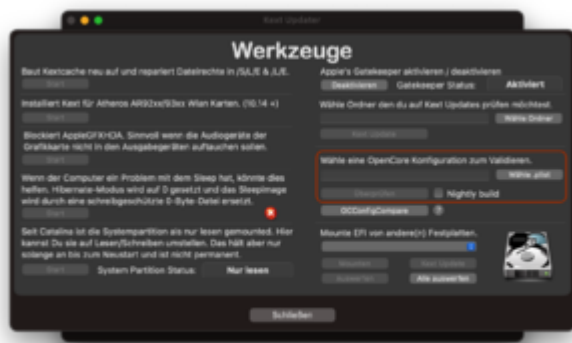 Kext Updater
Werkzeuge
Baut Kextcache neu auf und repariert Dateirechte in /S/L/E & /L/E.
Start
Installiert Kext für Atheros AR92xx/93xx Wlan Karten. (10.14 +)
Start
Blockiert AppleGFXHDA. Sinnvoll wenn die Audiogeräte der
Grafikkarte nicht in den Ausgabegeräten auftauchen sollen.
Start
Wenn der Computer ein Problem mit dem Sleep hat, könnte dies
helfen. Hibernate-Modus wird auf 0 gesetzt und das Sleepimage
wird durch eine schreibgeschützte 0-Byte-Datei ersetzt.
Start
Seit Catalina ist die Systempartition als nur lesen gemounted. Hier
kannst Du sie auf Lesen/Schreiben umstellen. Das hält aber nur
solange an bis zum Neustart und ist nicht permanent.
Start System Partition Status: Nur lesen
Apple's Gatekeeper aktivieren / deaktivieren
Deaktivieren Gatekeeper Status: Aktiviert
Wähle Ordner den du auf Kext Updates prüfen möchtest.
Wähle Ordner
Kext Update
Wähle eine OpenCore Konfiguration zum Validieren.
Wähle .plist
Überprüfen Nightly build
OCConfigCompare ?
Mounte EFI von andere(n) Festplatten.
Mounten Kext Update
Auswerfen Alle auswerfen
Schließen